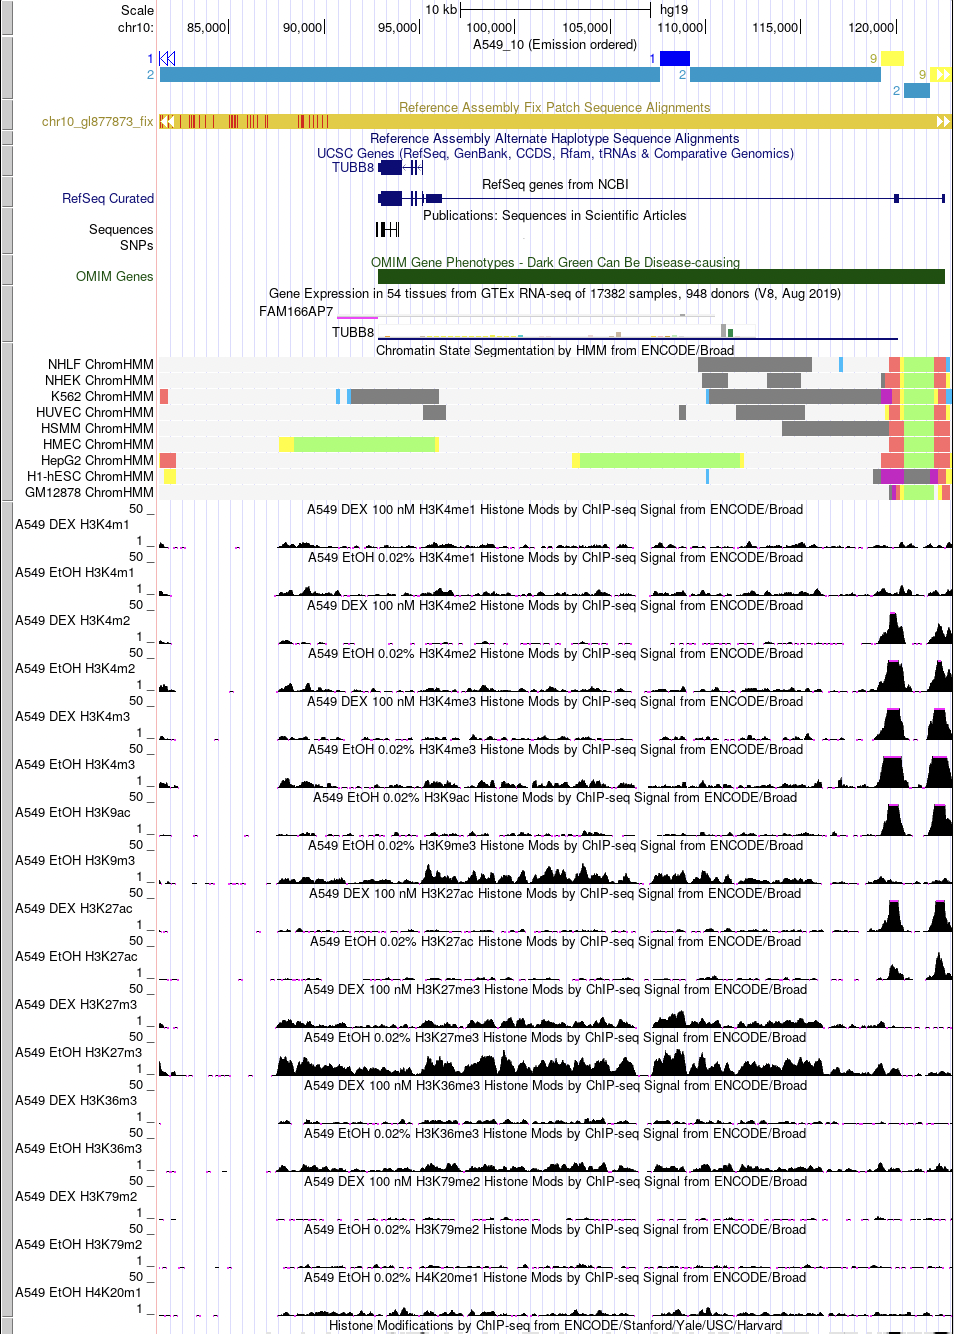 Scale 10 kb hg19
chr10: 85,000 90,000 95,000 100,000 105,000 110,000 115,000 120,000
A549_10 (Emission ordered)
1 1 9
2 2 9
2
Reference Assembly Fix Patch Sequence Alignments
chr10_gl877873_fix
Reference Assembly Alternate Haplotype Sequence Alignments
UCSC Genes (RefSeq, GenBank, CCDS, Rfam, tRNAs & Comparative Genomics)
TUBB8
RefSeq genes from NCBI
RefSeq Curated
Publications: Sequences in Scientific Articles
Sequences
SNPs
OMIM Gene Phenotypes - Dark Green Can Be Disease-causing
OMIM Genes
Gene Expression in 54 tissues from GTEx RNA-seq of 17382 samples, 948 donors (V8, Aug 2019)
FAM166AP7
TUBB8
Chromatin State Segmentation by HMM from ENCODE/Broad
NHLF ChromHMM
NHEK ChromHMM
K562 ChromHMM
HUVEC ChromHMM
HSMM ChromHMM
HMEC ChromHMM
HepG2 ChromHMM
H1-hESC ChromHMM
GM12878 ChromHMM
50 _ A549 DEX 100 nM H3K4me1 Histone Mods by ChIP-seq Signal from ENCODE/Broad
A549 DEX H3K4m1
1 _
50 _ A549 EtOH 0.02% H3K4me1 Histone Mods by ChIP-seq Signal from ENCODE/Broad
A549 EtOH H3K4m1
1 _
50 _ A549 DEX 100 nM H3K4me2 Histone Mods by ChIP-seq Signal from ENCODE/Broad
A549 DEX H3K4m2
1 _
50 _ A549 EtOH 0.02% H3K4me2 Histone Mods by ChIP-seq Signal from ENCODE/Broad
A549 EtOH H3K4m2
1 _
50 _ A549 DEX 100 nM H3K4me3 Histone Mods by ChIP-seq Signal from ENCODE/Broad
A549 DEX H3K4m3
1 _
50 _ A549 EtOH 0.02% H3K4me3 Histone Mods by ChIP-seq Signal from ENCODE/Broad
A549 EtOH H3K4m3
1 _
50 _ A549 EtOH 0.02% H3K9ac Histone Mods by ChIP-seq Signal from ENCODE/Broad
A549 EtOH H3K9ac
1 _
50 _ A549 EtOH 0.02% H3K9me3 Histone Mods by ChIP-seq Signal from ENCODE/Broad
A549 EtOH H3K9m3
1 _
50 _ A549 DEX 100 nM H3K27ac Histone Mods by ChIP-seq Signal from ENCODE/Broad
A549 DEX H3K27ac
1 _
50 _ A549 EtOH 0.02% H3K27ac Histone Mods by ChIP-seq Signal from ENCODE/Broad
A549 EtOH H3K27ac
1 _
50 _ A549 DEX 100 nM H3K27me3 Histone Mods by ChIP-seq Signal from ENCODE/Broad
A549 DEX H3K27m3
1 _
50 _ A549 EtOH 0.02% H3K27me3 Histone Mods by ChIP-seq Signal from ENCODE/Broad
A549 EtOH H3K27m3
1 _
50 _ A549 DEX 100 nM H3K36me3 Histone Mods by ChIP-seq Signal from ENCODE/Broad
A549 DEX H3K36m3
1 _
50 _ A549 EtOH 0.02% H3K36me3 Histone Mods by ChIP-seq Signal from ENCODE/Broad
A549 EtOH H3K36m3
1 _
50 _ A549 DEX 100 nM H3K79me2 Histone Mods by ChIP-seq Signal from ENCODE/Broad
A549 DEX H3K79m2
1 _
50 _ A549 EtOH 0.02% H3K79me2 Histone Mods by ChIP-seq Signal from ENCODE/Broad
A549 EtOH H3K79m2
1 _
50 _ A549 EtOH 0.02% H4K20me1 Histone Mods by ChIP-seq Signal from ENCODE/Broad
A549 EtOH H4K20m1
1 _
Histone Modifications by ChIP-seq from ENCODE/Stanford/Yale/USC/Harvard